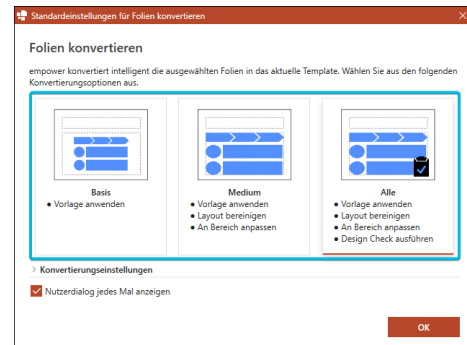 Standardeinstellungen für Folien konvertieren
Folien konvertieren
empower konvertiert intelligent die ausgewählten Folien in das aktuelle Template. Wählen Sie aus den folgenden
Konvertierungsoptionen aus.
Basis
• Vorlage anwenden
Medium
• Vorlage anwenden
• Layout bereinigen
• An Bereich anpassen
Alle
• Vorlage anwenden
• Layout bereinigen
• An Bereich anpassen
• Design Check ausführen
Konvertierungseinstellungen
Nutzerdialog jedes Mal anzeigen
OK